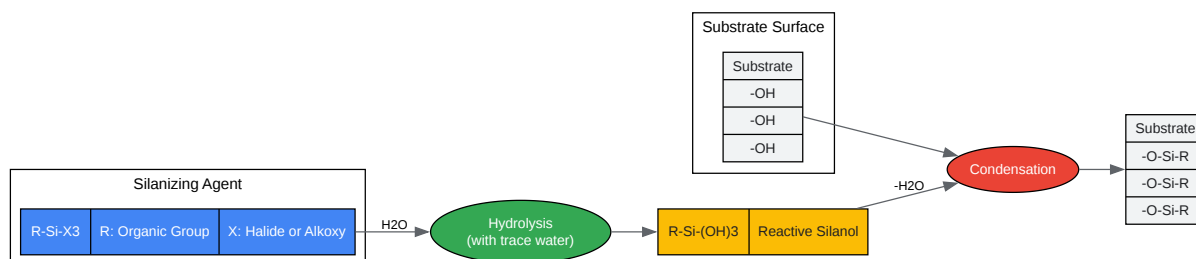 Substrate Surface
Substrate
-OH
-OH
-OH
Silanizing Agent
R-Si-X3
R: Organic Group
X: Halide or Alkoxy
H2O
Hydrolysis
(with trace water)
R-Si-(OH)3
Reactive Silanol
-H2O
Condensation
Substrate
-O-Si-R
-O-Si-R
-O-Si-R